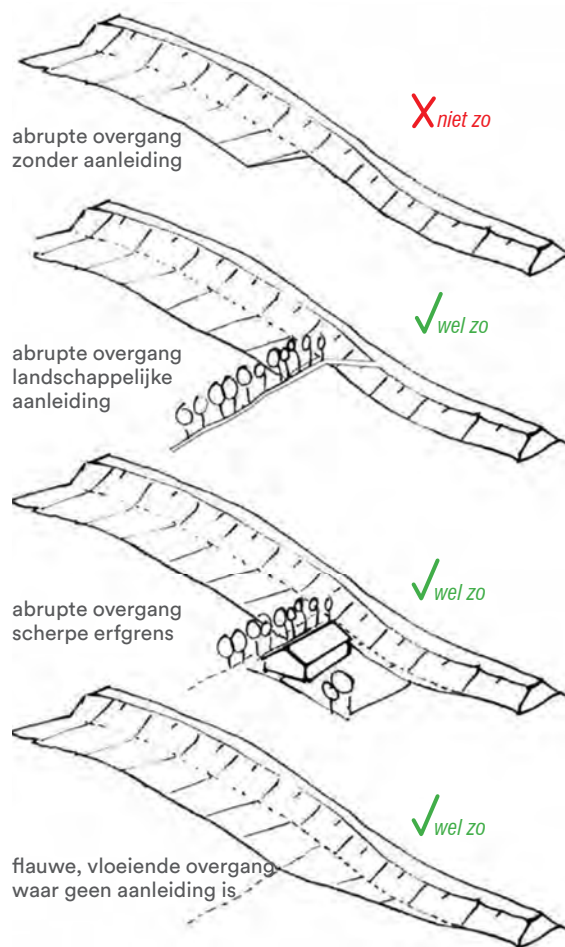 niet zo
abrupte overgang
zonder aanleiding
wel zo
abrupte overgang
landschappelijke
aanleiding
wel zo
abrupte overgang
scherpe erfgrens
wel zo
flauwe, vloeiende overgang
waar geen aanleiding is